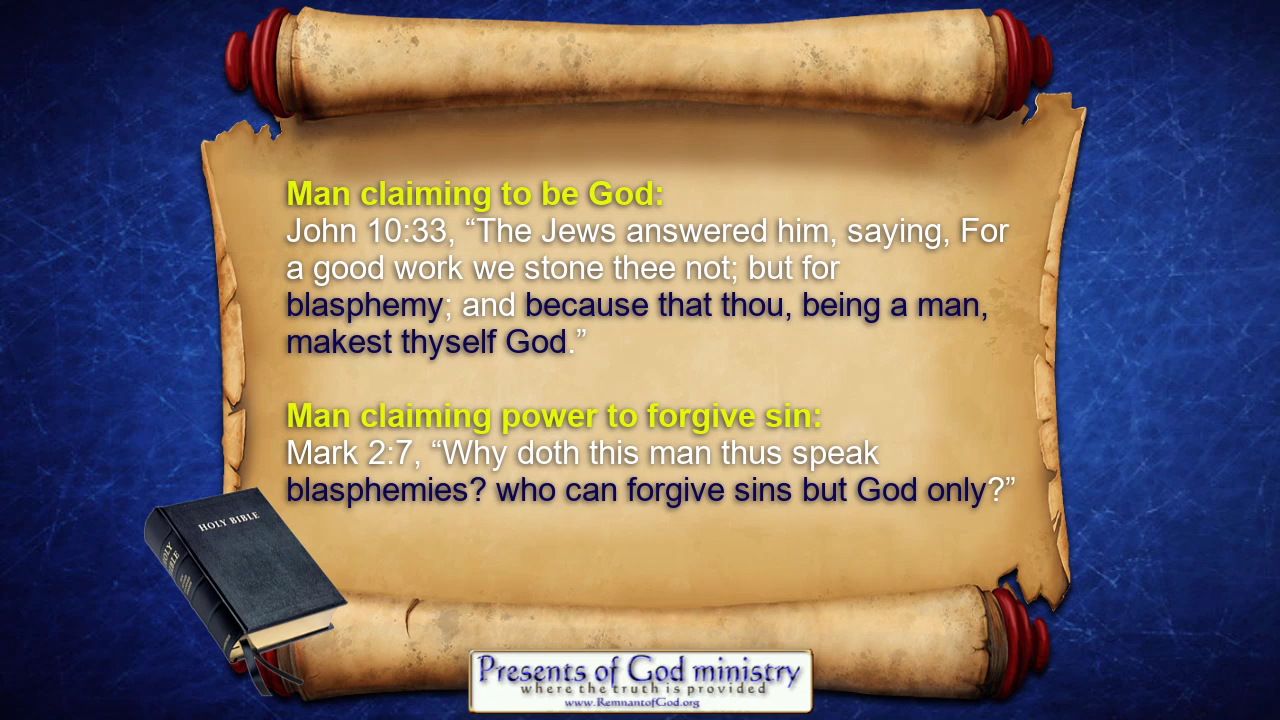 Man claiming to be God:
John 10:33, “The Jews answered him, saying, For
a good work we stone thee not; but for
blasphemy; and because that thou, being a man,
makest thyself God.”
Man claiming power to forgive sin:
Mark 2:7, “Why doth this man thus speak
blasphemies? who can forgive sins but God only?”
HOLY BIBLE
HOLY
BIBLE
Presents of God ministry
where the truth is provided
www.RemnantofGod.org